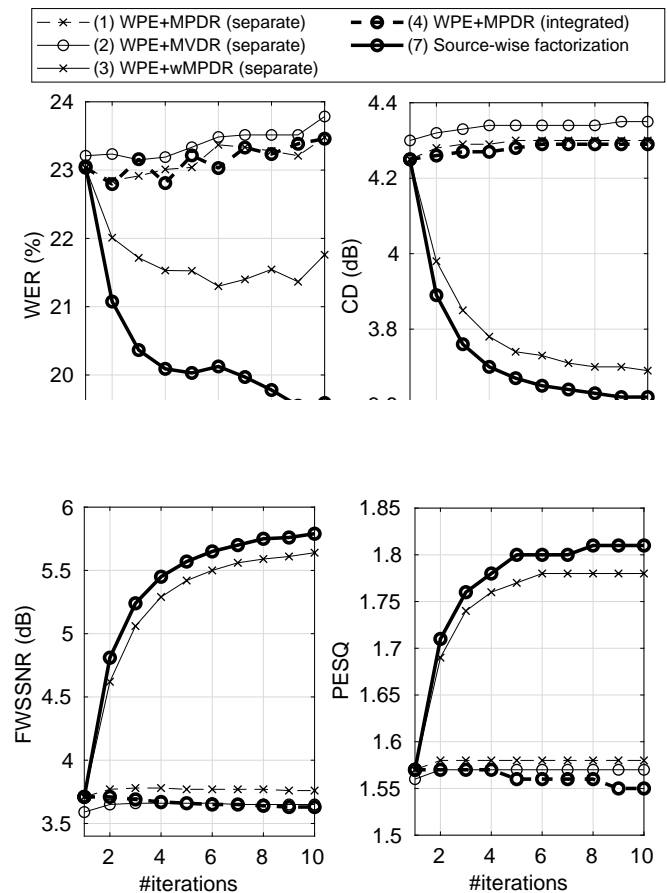 (1) WPE+MPDR (separate)
(2) WPE+MVDR (separate)
(3) WPE+wMPDR (separate)
(4) WPE+MPDR (integrated)
(7) Source-wise factorization
24
23
22
21
20
WER (%)
4.4
4.2
4
3.8
CD (dB)
6
5.5
5
4.5
4
3.5
FWSSNR (dB)
2 4 6 8 10
#iterations
1.85
1.8
1.75
1.7
1.65
1.6
1.55
1.5
PESQ
2 4 6 8 10
#iterations